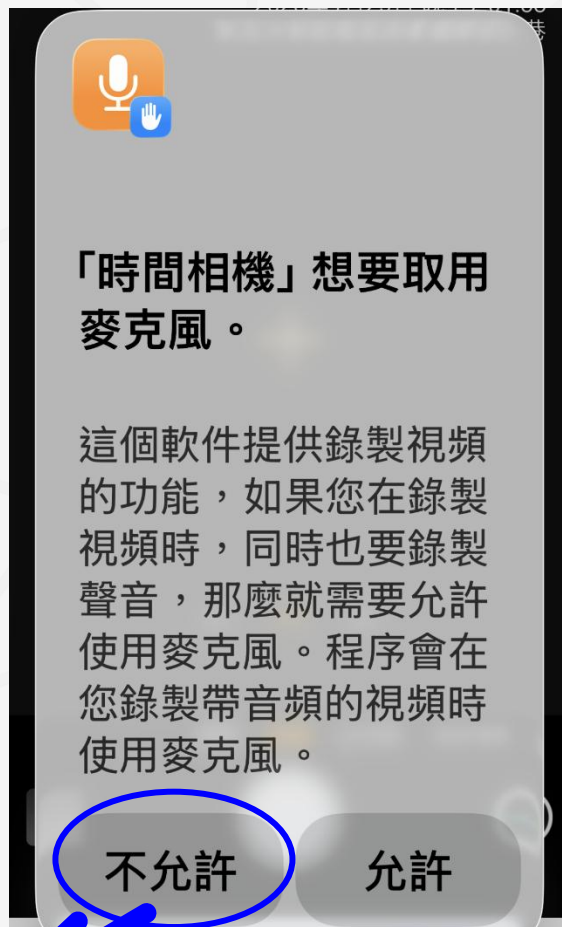 巷
「時間相機」想要取用
麥克風。
這個軟件提供錄製視頻
的功能，如果您在錄製
視頻時，同時也要錄製
聲音，那麼就需要允許
使用麥克風。程序會在
您錄製帶音頻的視頻時
使用麥克風。
不允許
允許